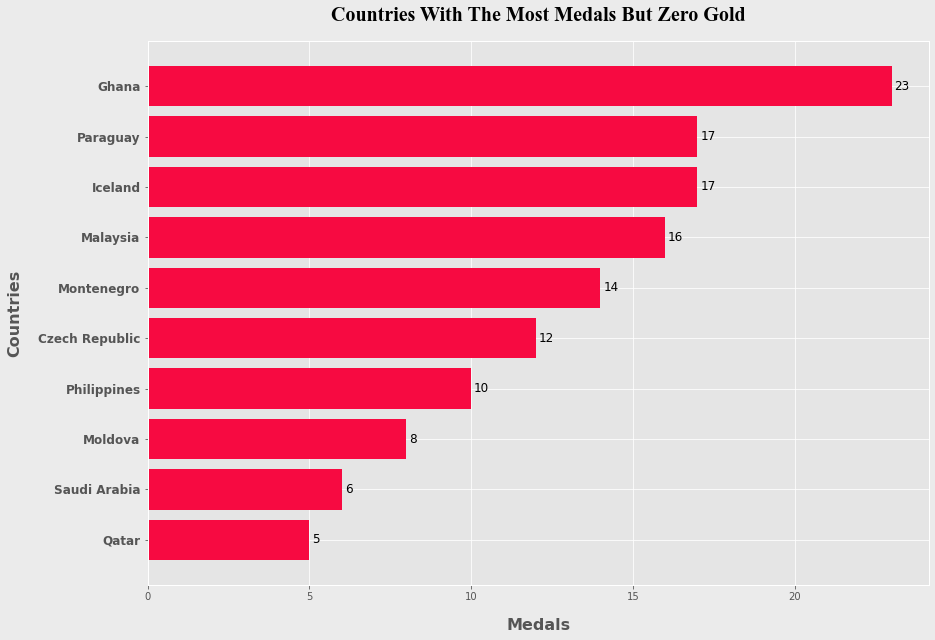 Countries With The Most Medals But Zero Gold
Countries
Ghana 23
Paraguay 17
Iceland 17
Malaysia 16
Montenegro 14
Czech Republic 12
Philippines 10
Moldova 8
Saudi Arabia 6
Qatar 5
0 5 10 15 20
Medals